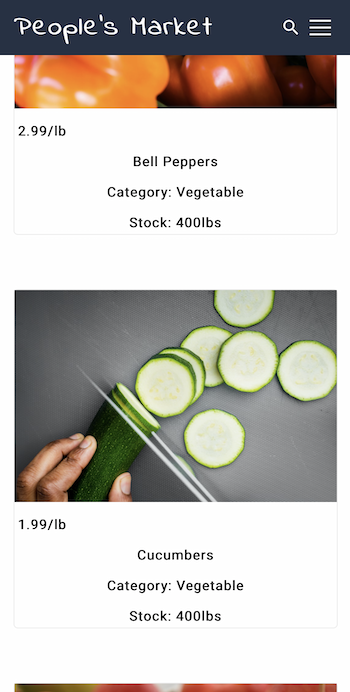 People's Market
2.99/lb
Bell Peppers
Category: Vegetable
Stock: 400lbs
1.99/lb
Cucumbers
Category: Vegetable
Stock: 400lbs